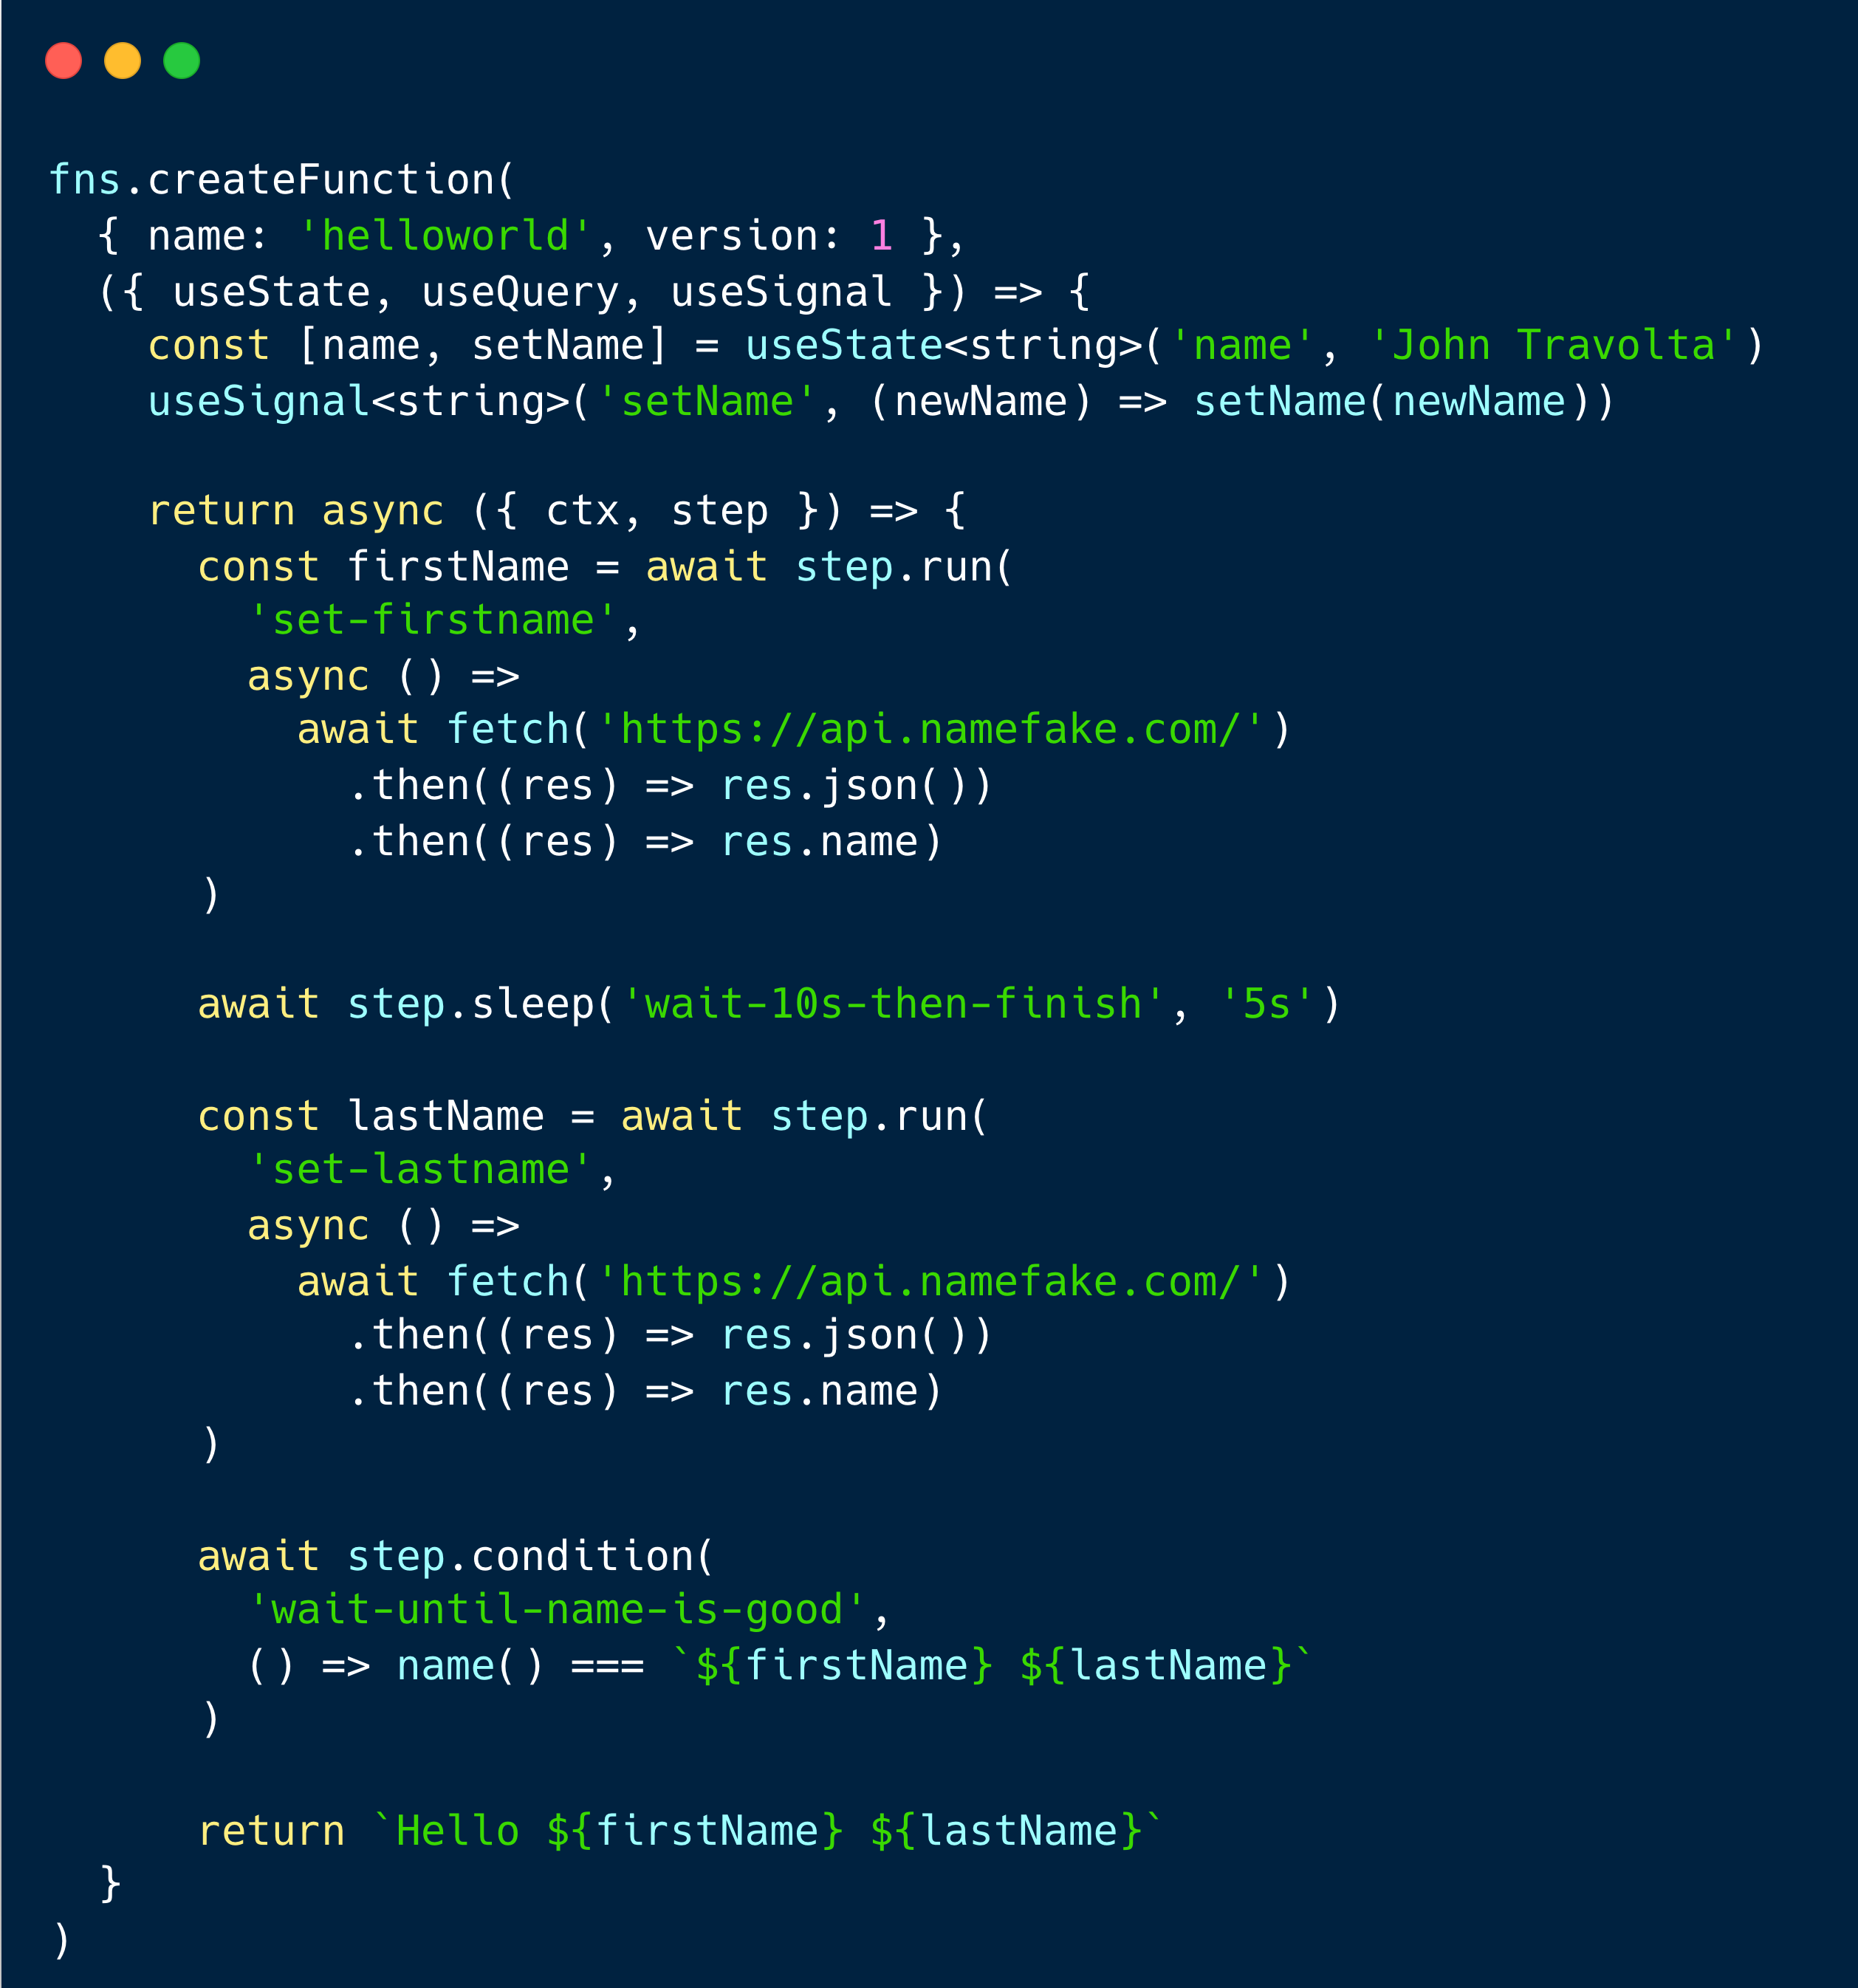 fns.createFunction(
  { name: 'helloworld', version: 1 },
  ({ useState, useQuery, useSignal }) => {
    const [name, setName] = useState<string>('name', 'John Travolta')
    useSignal<string>('setName', (newName) => setName(newName))

    return async ({ ctx, step }) => {
      const firstName = await step.run(
        'set-firstname',
        async () =>
          await fetch('https://api.namefake.com/')
            .then((res) => res.json())
            .then((res) => res.name)
      )

      await step.sleep('wait-10s-then-finish', '5s')

      const lastName = await step.run(
        'set-lastname',
        async () =>
          await fetch('https://api.namefake.com/')
            .then((res) => res.json())
            .then((res) => res.name)
      )

      await step.condition(
        'wait-until-name-is-good',
        () => name() === `${firstName} ${lastName}`
      )

      return `Hello ${firstName} ${lastName}`
  }
)